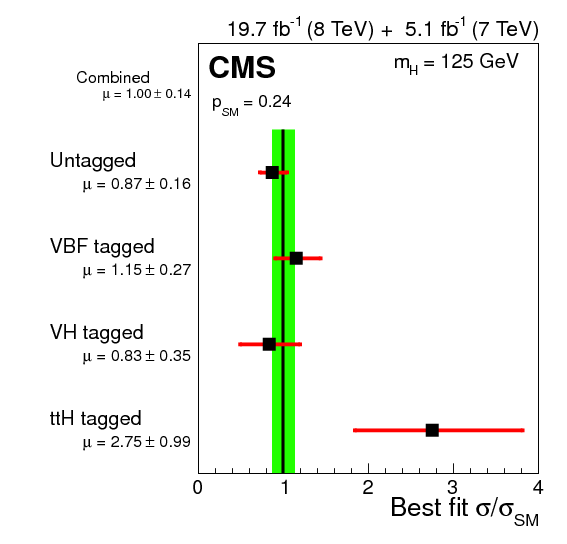 19.7 fb⁻¹ (8 TeV) + 5.1 fb⁻¹ (7 TeV)
CMS
m_H = 125 GeV
Combined
μ = 1.00 ± 0.14
p_SM = 0.24
Untagged
μ = 0.87 ± 0.16
VBF tagged
μ = 1.15 ± 0.27
VH tagged
μ = 0.83 ± 0.35
ttH tagged
μ = 2.75 ± 0.99
0 1 2 3 4
Best fit σ/σ_SM